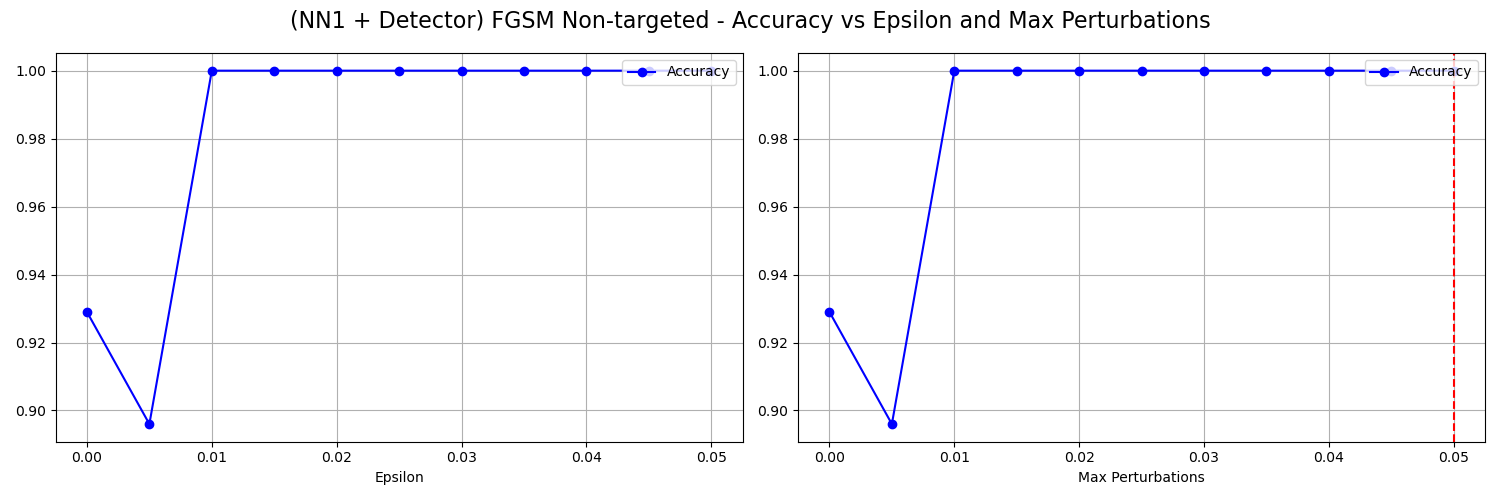 (NN1 + Detector) FGSM Non-targeted - Accuracy vs Epsilon and Max Perturbations
1.00
0.98
0.96
0.94
0.92
0.90
0.00 0.01 0.02 0.03 0.04 0.05
Epsilon
Accuracy
1.00
0.98
0.96
0.94
0.92
0.90
0.00 0.01 0.02 0.03 0.04 0.05
Max Perturbations
Accuracy